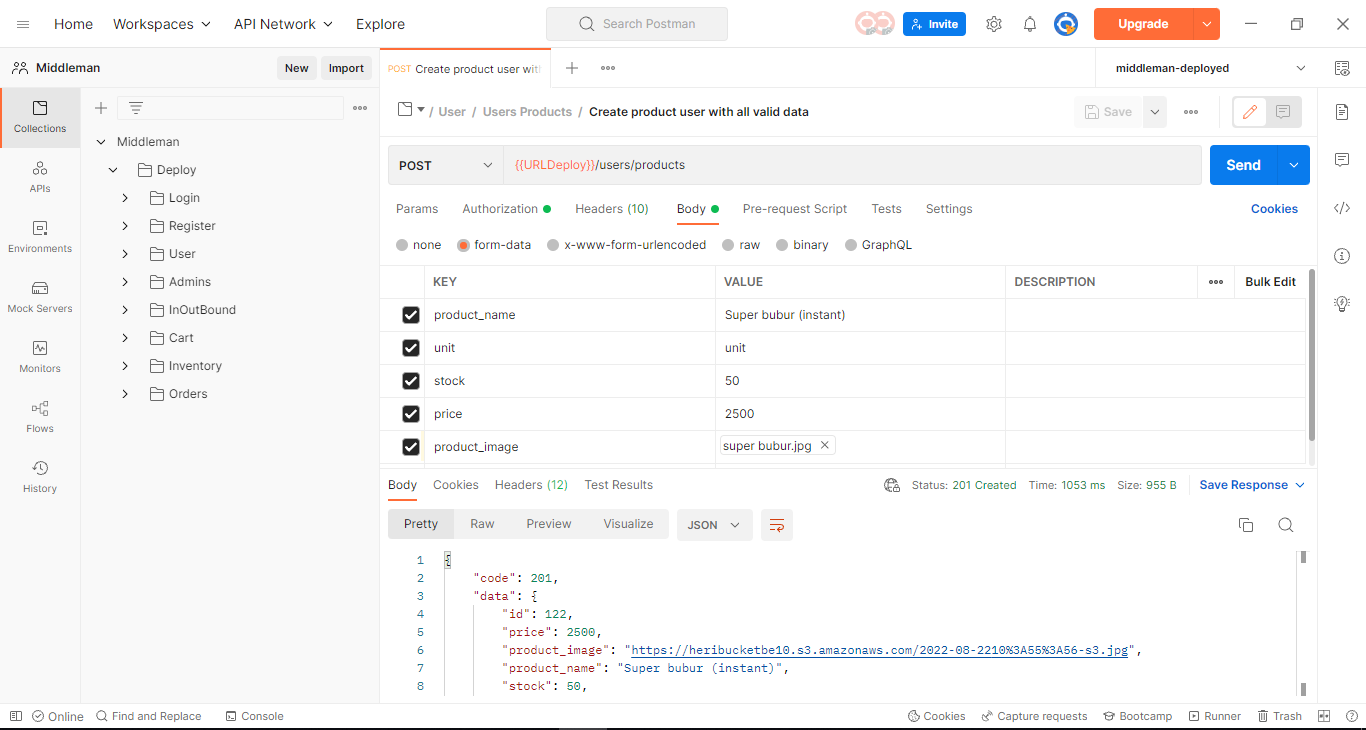 Home Workspaces API Network Explore Search Postman Invite Upgrade
Middleman New Import POST Create product user with middleman-deployed
Collections
APIs
Environments
Mock Servers
Monitors
Flows
History
Middleman
Deploy
Login
Register
User
Admins
InOutBound
Cart
Inventory
Orders
/ User / Users Products / Create product user with all valid data Save
POST {{URLDeploy}}/users/products Send
Params Authorization Headers (10) Body Pre-request Script Tests Settings Cookies
none form-data x-www-form-urlencoded raw binary GraphQL
KEY VALUE DESCRIPTION Bulk Edit
product_name Super bubur (instant)
unit unit
stock 50
price 2500
product_image super bubur.jpg
Body Cookies Headers (12) Test Results Status: 201 Created Time: 1053 ms Size: 955 B Save Response
Pretty Raw Preview Visualize JSON
1 {
2 "code": 201,
3 "data": {
4 "id": 122,
5 "price": 2500,
6 "product_image": "https://heribucketbe10.s3.amazonaws.com/2022-08-2210%3A55%3A56-s3.jpg",
7 "product_name": "Super bubur (instant)",
8 "stock": 50,
Online Find and Replace Console Cookies Capture requests Bootcamp Runner Trash